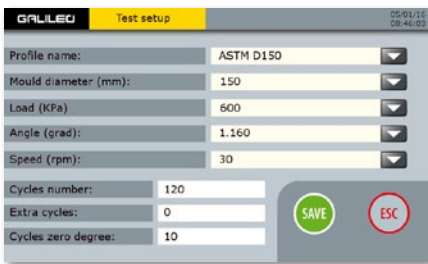 GALILEO Test setup 05/01/16
08:46:03
Profile name: ASTM D150
Mould diameter (mm): 150
Load (KPa) 600
Angle (grad): 1.160
Speed (rpm): 30
Cycles number: 120
Extra cycles: 0
Cycles zero degree: 10
SAVE ESC